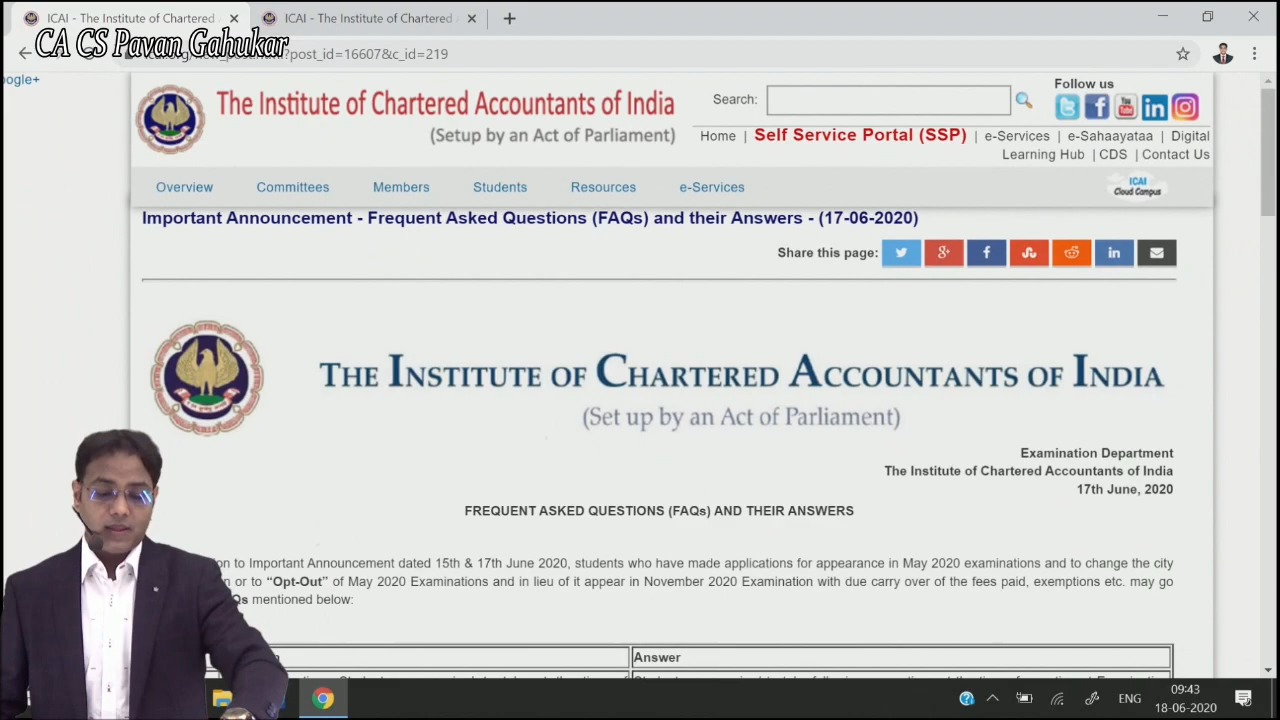 ICAI - The Institute of Chartered
ICAI - The Institute of Chartered
CA CS Pavan Gahukar
?post_id=16607&c_id=219
oogle+
The Institute of Chartered Accountants of India
(Setup by an Act of Parliament)
Search:
Follow us
Home | Self Service Portal (SSP) | e-Services | e-Sahaayataa | Digital
Learning Hub | CDS | Contact Us
Overview Committees Members Students Resources e-Services
ICAI
Cloud Campus
Important Announcement - Frequent Asked Questions (FAQs) and their Answers - (17-06-2020)
Share this page:
THE INSTITUTE OF CHARTERED ACCOUNTANTS OF INDIA
(Set up by an Act of Parliament)
Examination Department
The Institute of Chartered Accountants of India
17th June, 2020
FREQUENT ASKED QUESTIONS (FAQs) AND THEIR ANSWERS
to Important Announcement dated 15th & 17th June 2020, students who have made applications for appearance in May 2020 examinations and to change the city
or to “Opt-Out” of May 2020 Examinations and in lieu of it appear in November 2020 Examination with due carry over of the fees paid, exemptions etc. may go
mentioned below:
Answer
ENG
09:43
18-06-2020